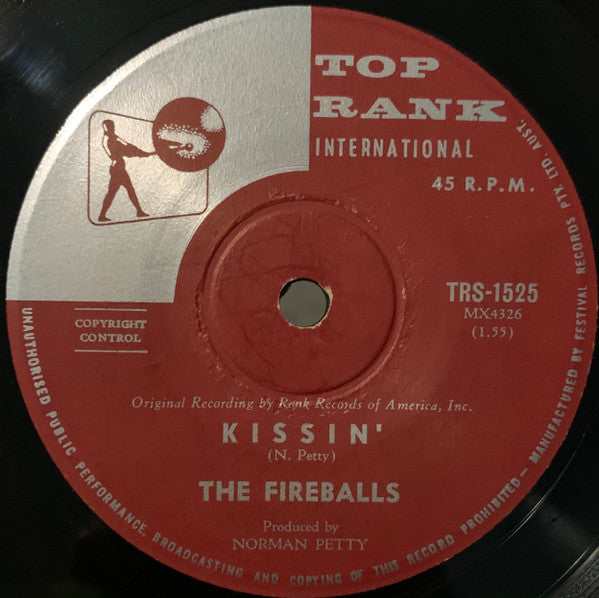 TOP
RANK
INTERNATIONAL
45 R.P.M.
TRS-1525
MX4326
(1.55)
COPYRIGHT
CONTROL
Original Recording by Rank Records of America, Inc.
KISSIN'
(N. Petty)
THE FIREBALLS
Produced by
NORMAN PETTY
UNAUTHORISED PUBLIC PERFORMANCE, BROADCASTING AND COPYING OF THIS RECORD PROHIBITED — MANUFACTURED BY FESTIVAL RECORDS PTY. LTD AUST.